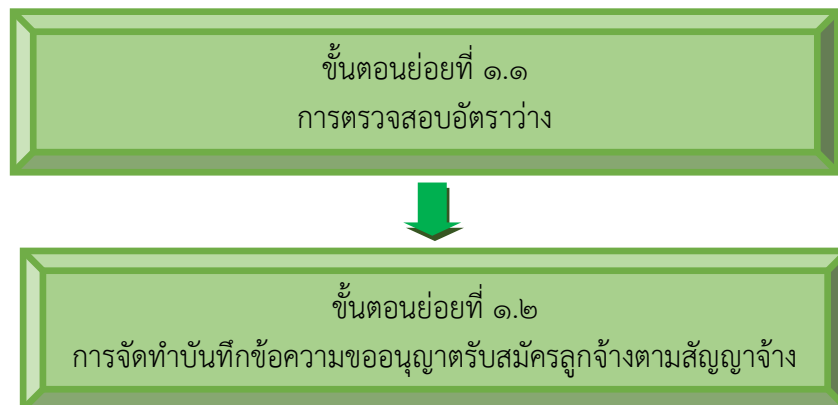 ขั้นตอนย่อยที่ ๑.๑
การตรวจสอบอัตราว่าง
ขั้นตอนย่อยที่ ๑.๒
การจัดทำบันทึกข้อความขออนุญาตรับสมัครลูกจ้างตามสัญญาจ้าง